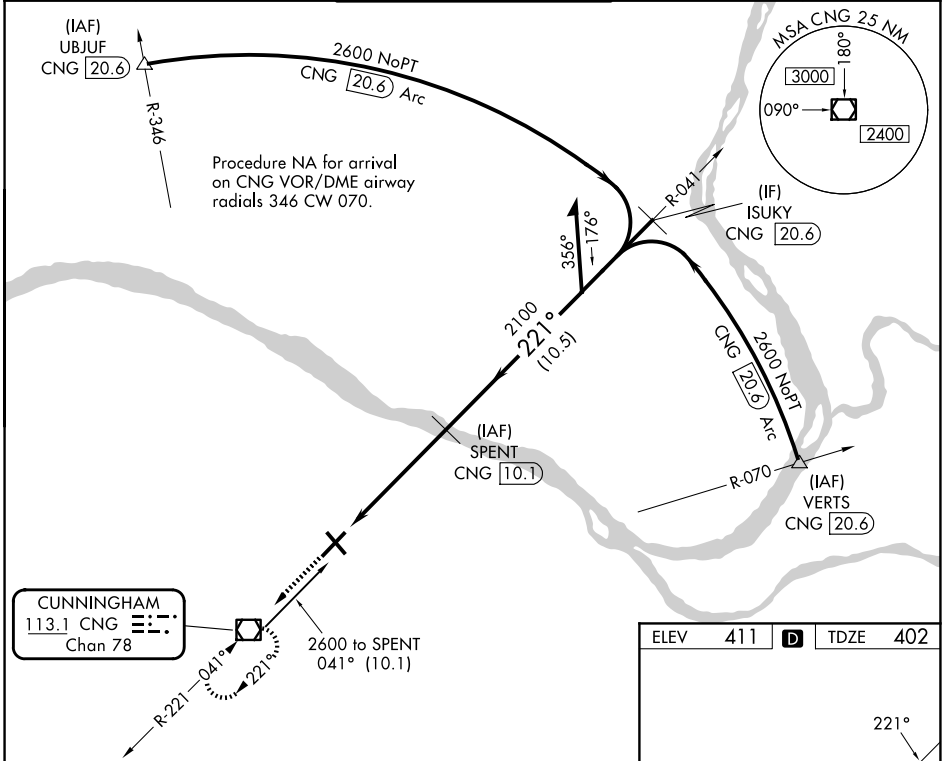 (IAF)
UBJUF
CNG 20.6
R-346
2600 NoPT
CNG 20.6 Arc
Procedure NA for arrival
on CNG VOR/DME airway
radials 346 CW 070.
MSA CNG 25 NM
180°
3000
090°
2400
R-041
(IF)
ISUKY
CNG 20.6
356°
176°
2100
221°
(10.5)
2600 NoPT
CNG 20.6 Arc
R-070
(IAF)
VERTS
CNG 20.6
(IAF)
SPENT
CNG 10.1
CUNNINGHAM
113.1 CNG
Chan 78
2600 to SPENT
041° (10.1)
R-221
041°
221°
ELEV 411 D TDZE 402
221°